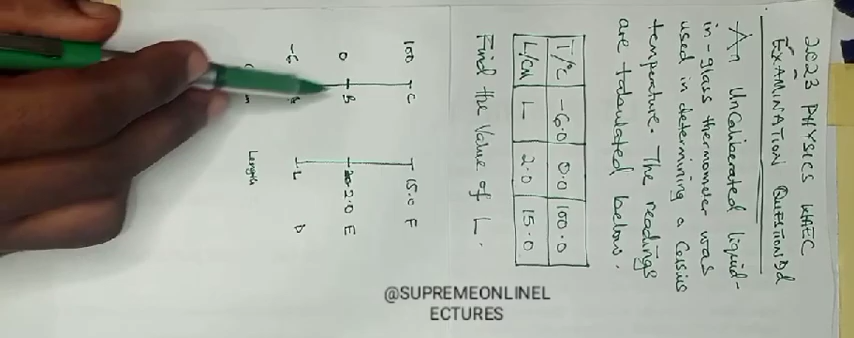 2023 PHYSICS WAEC
EXAMINATION QUESTION
An Uncaliberated liquid-
in-glass thermometer was
used in determining a Celsius
temperature. The readings
are tabulated below.
T/°C -6.0 0.0 100.0
L/CM L 2.0 15.0
Find the Value of L.
100 C 15.0 F
0 B 2.0 E
-6 L D
Length
@SUPREMEONLINEL
ECTURES